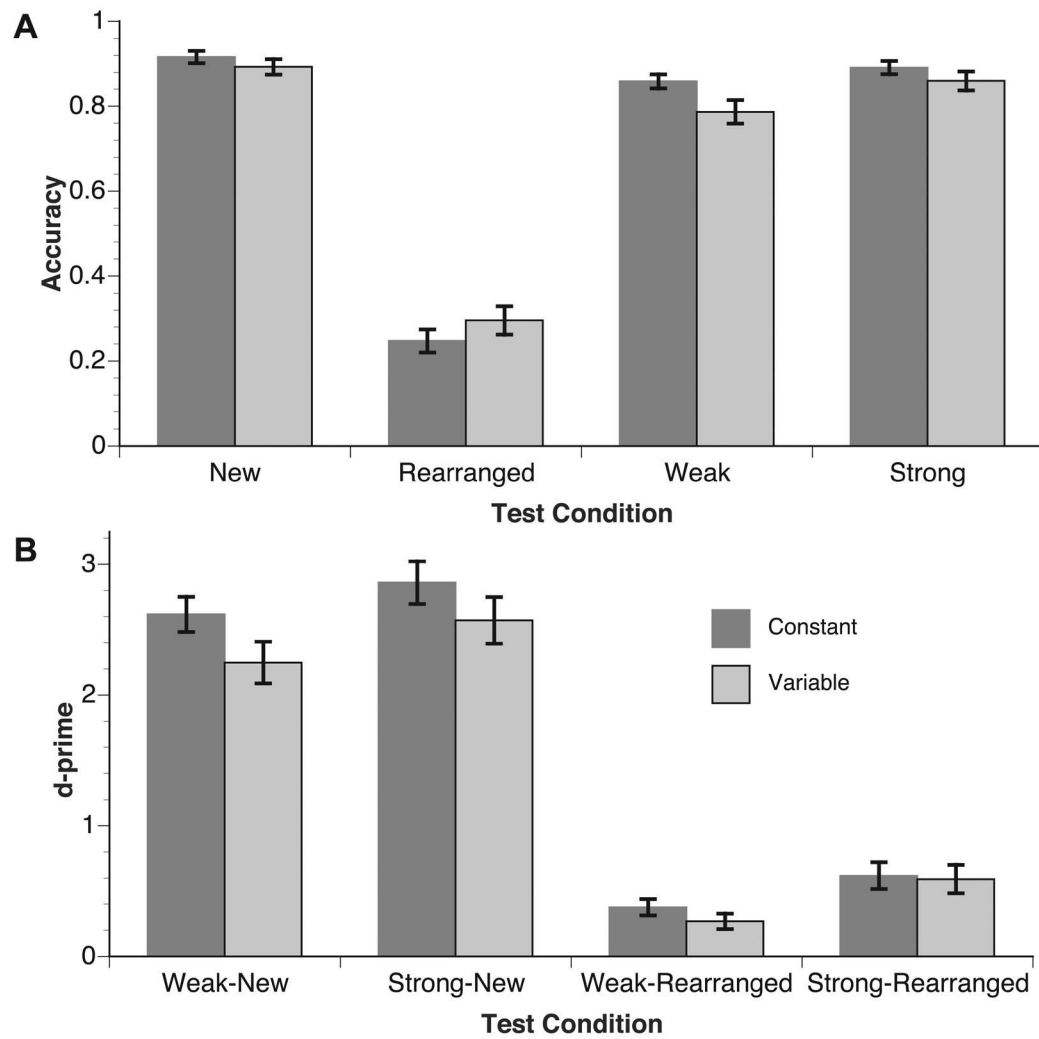 A
1
0.8
0.6
0.4
0.2
0
Accuracy
New Rearranged Weak Strong
Test Condition
B
3
2
1
0
d-prime
Constant
Variable
Weak-New Strong-New Weak-Rearranged Strong-Rearranged
Test Condition